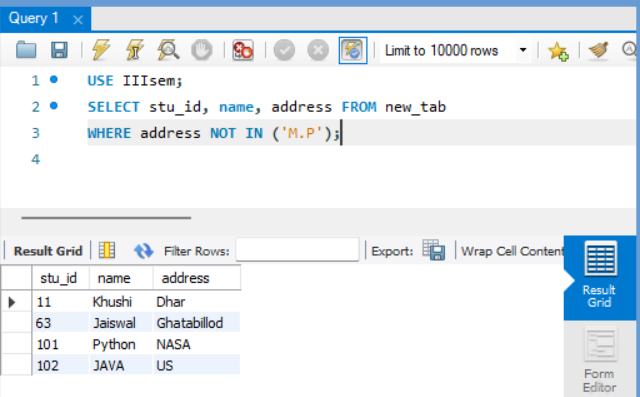 Query 1
Limit to 10000 rows
1 USE IIIsem;
2 SELECT stu_id, name, address FROM new_tab
3 WHERE address NOT IN ('M.P');
4
Result Grid Filter Rows: Export: Wrap Cell Content
stu_id name address
11 Khushi Dhar
63 Jaiswal Ghatabillod
101 Python NASA
102 JAVA US
Result
Grid
Form
Editor